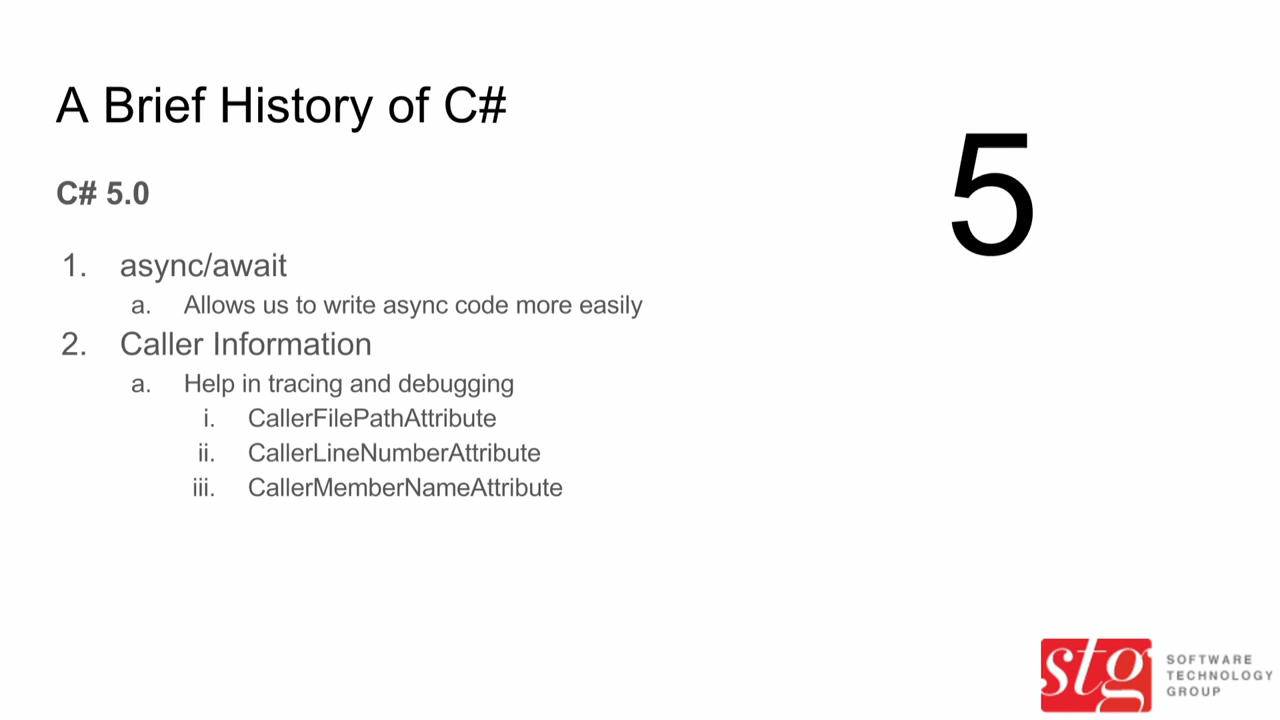 A Brief History of C#
5
C# 5.0
1. async/await
a. Allows us to write async code more easily
2. Caller Information
a. Help in tracing and debugging
i. CallerFilePathAttribute
ii. CallerLineNumberAttribute
iii. CallerMemberNameAttribute
stg
SOFTWARE
TECHNOLOGY
GROUP